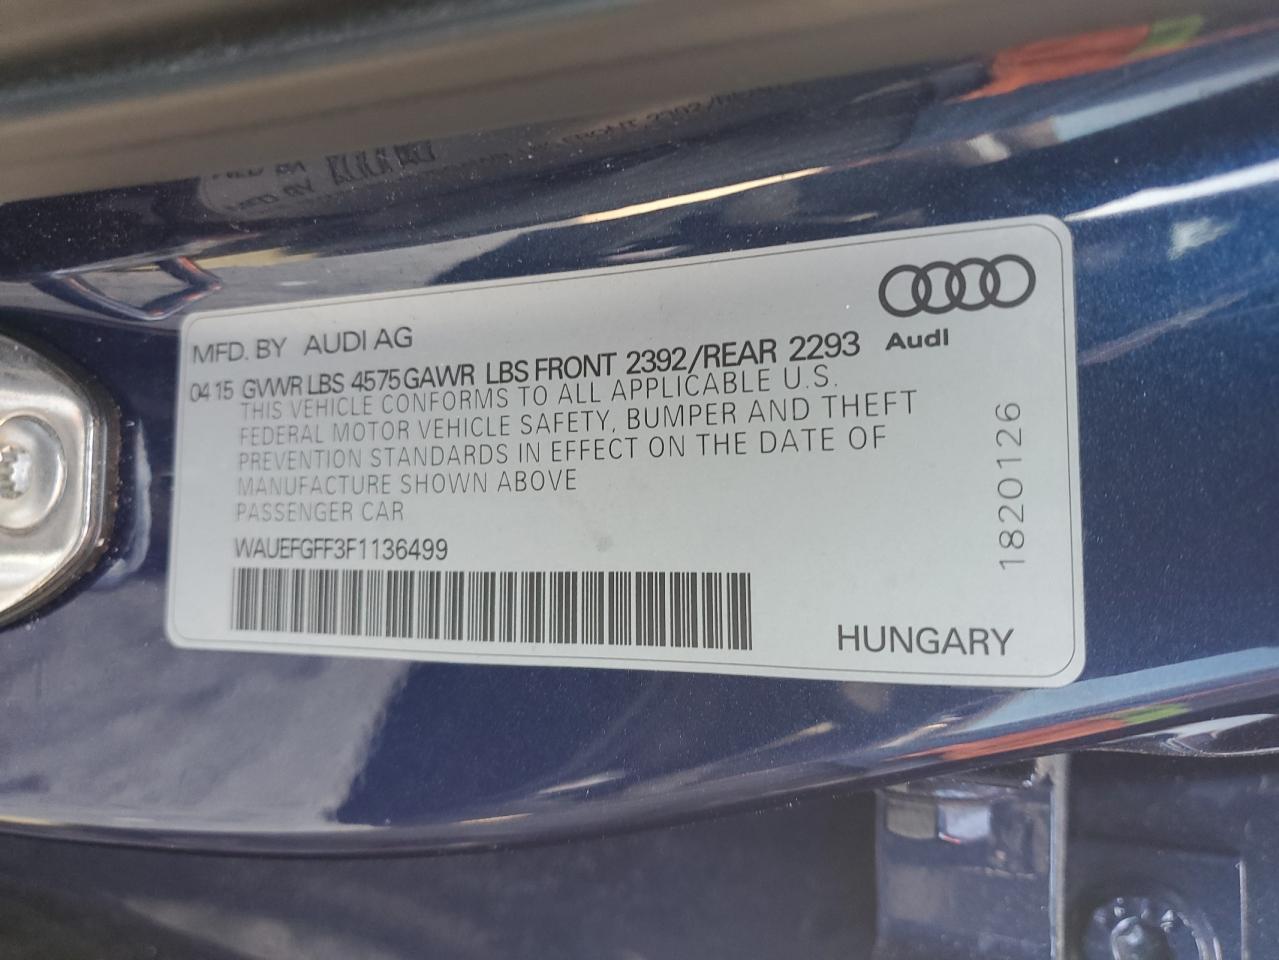 MFD. BY AUDI AG
Audi
04 15 GVWR LBS 4575 GAWR LBS FRONT 2392/REAR 2293
THIS VEHICLE CONFORMS TO ALL APPLICABLE U.S.
FEDERAL MOTOR VEHICLE SAFETY, BUMPER AND THEFT
PREVENTION STANDARDS IN EFFECT ON THE DATE OF
MANUFACTURE SHOWN ABOVE
PASSENGER CAR
WAUEFGFF3F1136499
1820126
HUNGARY